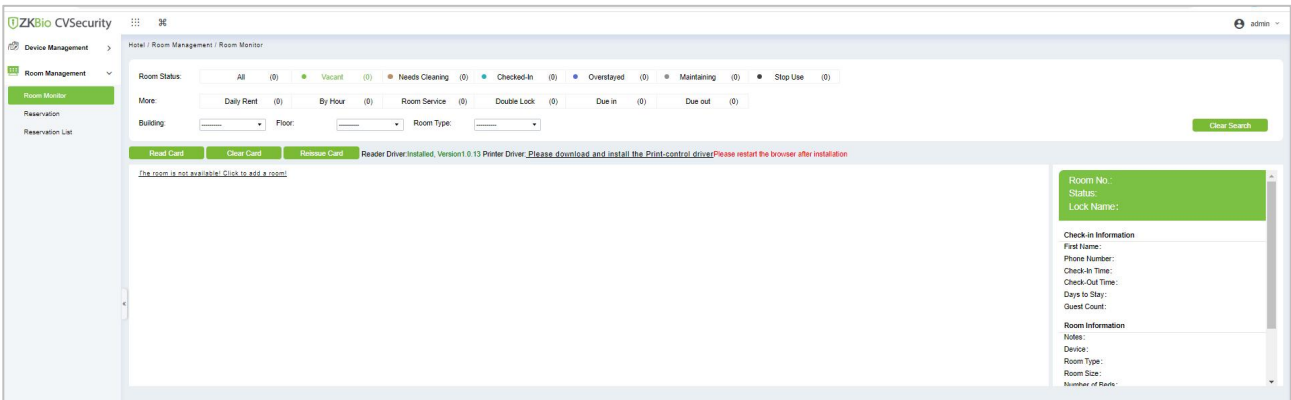 ZKBio CVSecurity
admin
Device Management
Room Management
Room Monitor
Reservation
Reservation List
Hotel / Room Management / Room Monitor
Room Status: All (0) Vacant (0) Needs Cleaning (0) Checked-In (0) Overstayed (0) Maintaining (0) Stop Use (0)
More: Daily Rent (0) By Hour (0) Room Service (0) Double Lock (0) Due in (0) Due out (0)
Building: ---------- Floor: ---------- Room Type: ----------
Clear Search
Read Card Clear Card Reissue Card Reader Driver:Installed, Version1.0.13 Printer Driver: Please download and install the Print-control driverPlease restart the browser after installation
The room is not available! Click to add a room!
Room No.:
Status:
Lock Name:
Check-in Information
First Name:
Phone Number:
Check-In Time:
Check-Out Time:
Days to Stay:
Guest Count:
Room Information
Notes:
Device:
Room Type:
Room Size:
Number of Beds: